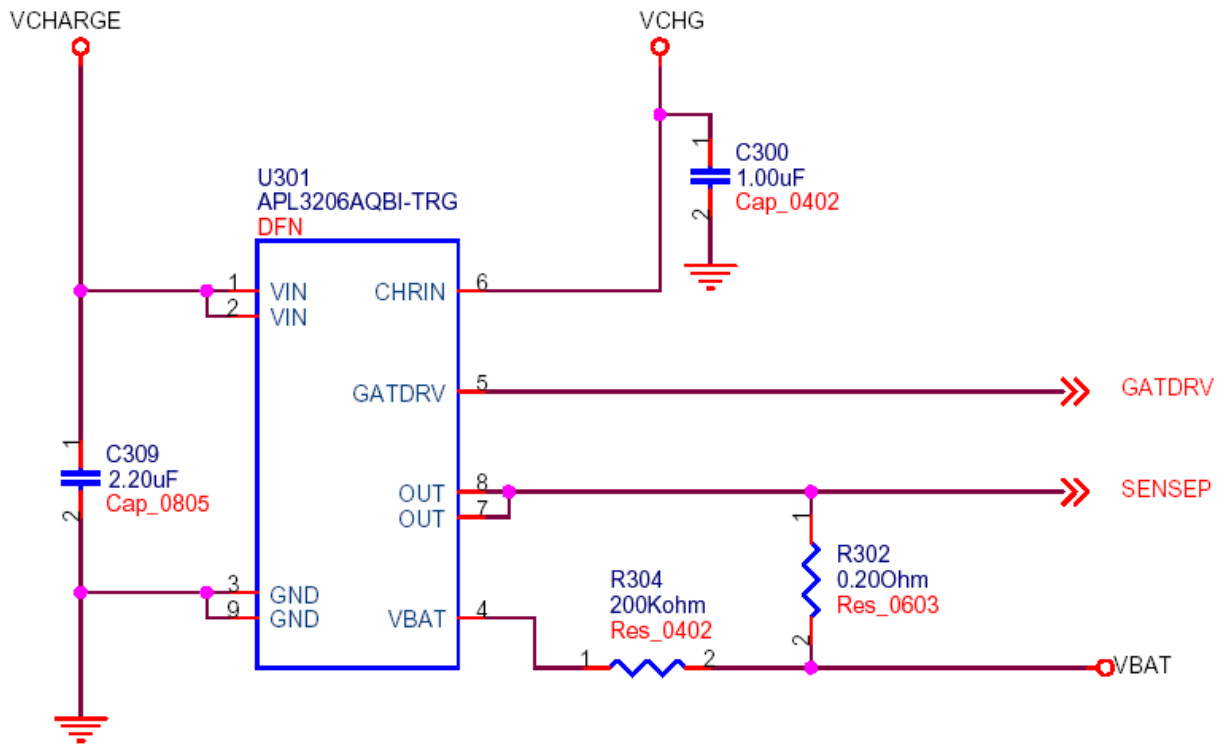 VCHARGE
VCHG
1
C300
1.00uF
Cap_0402
2
U301
APL3206AQBI-TRG
DFN
1
VIN
CHRIN
6
2
VIN
GATDRV
5
GATDRV
1
C309
2.20uF
Cap_0805
2
OUT
8
SENSEP
OUT
7
1
R302
0.20Ohm
Res_0603
2
3
GND
9
GND
VBAT
4
R304
200Kohm
Res_0402
1
2
VBAT